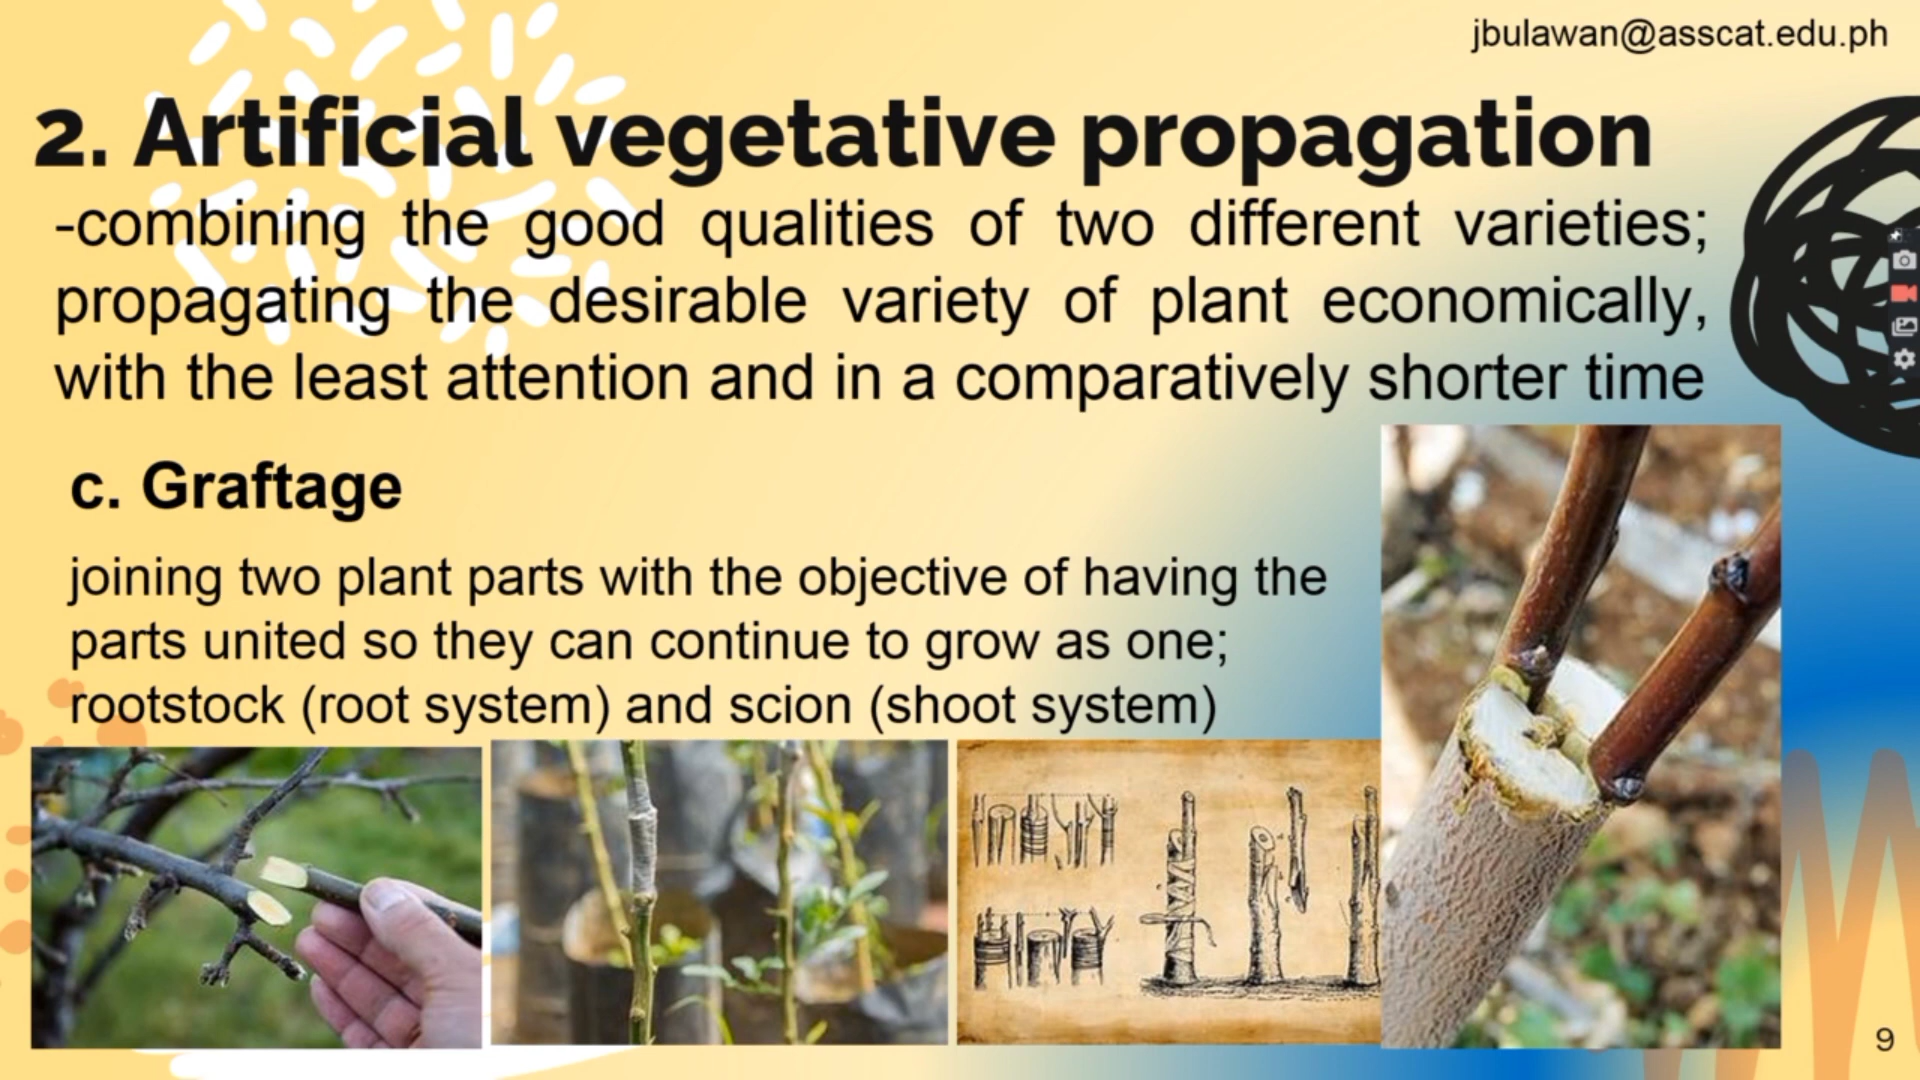 jbulawan@asscat.edu.ph
2. Artificial vegetative propagation
-combining the good qualities of two different varieties;
propagating the desirable variety of plant economically,
with the least attention and in a comparatively shorter time
c. Graftage
joining two plant parts with the objective of having the
parts united so they can continue to grow as one;
rootstock (root system) and scion (shoot system)
9